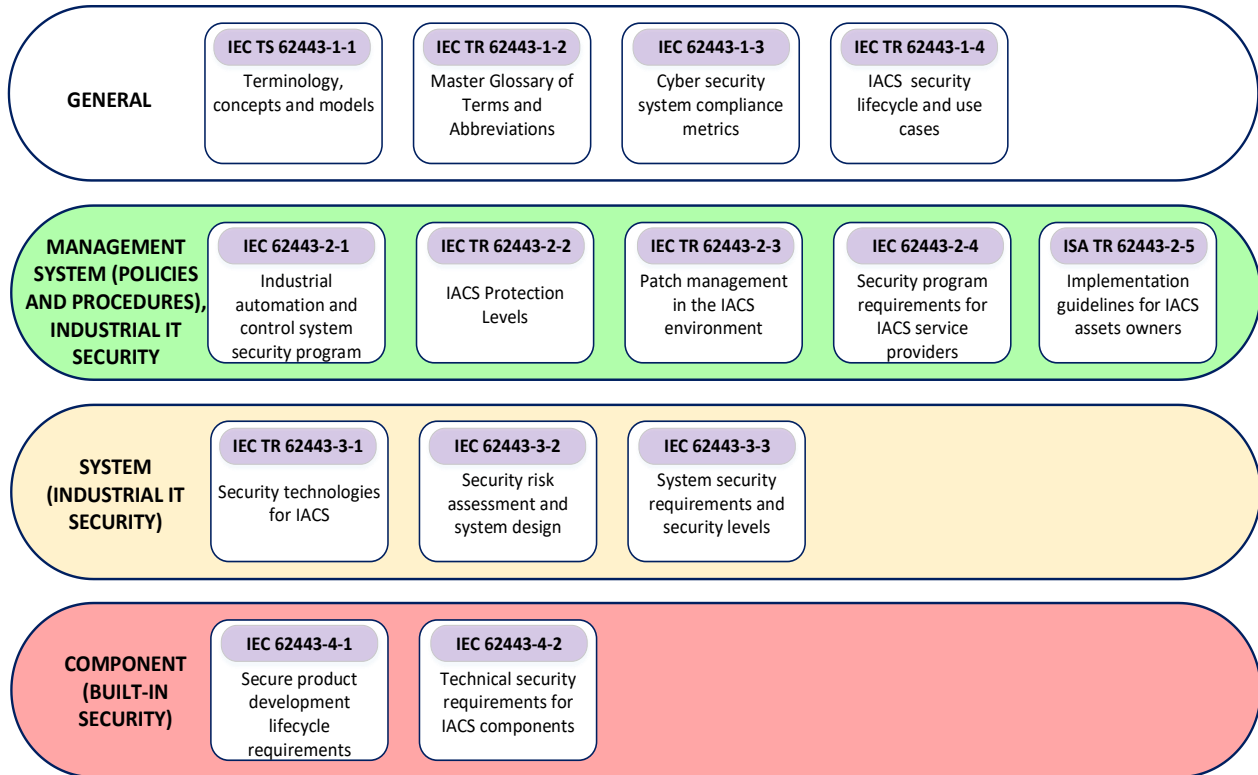 GENERAL
IEC TS 62443-1-1
Terminology,
concepts and models
IEC TR 62443-1-2
Master Glossary of
Terms and
Abbreviations
IEC 62443-1-3
Cyber security
system compliance
metrics
IEC TR 62443-1-4
IACS security
lifecycle and use
cases
MANAGEMENT
SYSTEM (POLICIES
AND PROCEDURES),
INDUSTRIAL IT
SECURITY
IEC 62443-2-1
Industrial
automation and
control system
security program
IEC TR 62443-2-2
IACS Protection
Levels
IEC TR 62443-2-3
Patch management
in the IACS
environment
IEC 62443-2-4
Security program
requirements for
IACS service
providers
ISA TR 62443-2-5
Implementation
guidelines for IACS
assets owners
SYSTEM
(INDUSTRIAL IT
SECURITY)
IEC TR 62443-3-1
Security technologies
for IACS
IEC 62443-3-2
Security risk
assessment and
system design
IEC 62443-3-3
System security
requirements and
security levels
COMPONENT
(BUILT-IN
SECURITY)
IEC 62443-4-1
Secure product
development
lifecycle
requirements
IEC 62443-4-2
Technical security
requirements for
IACS components